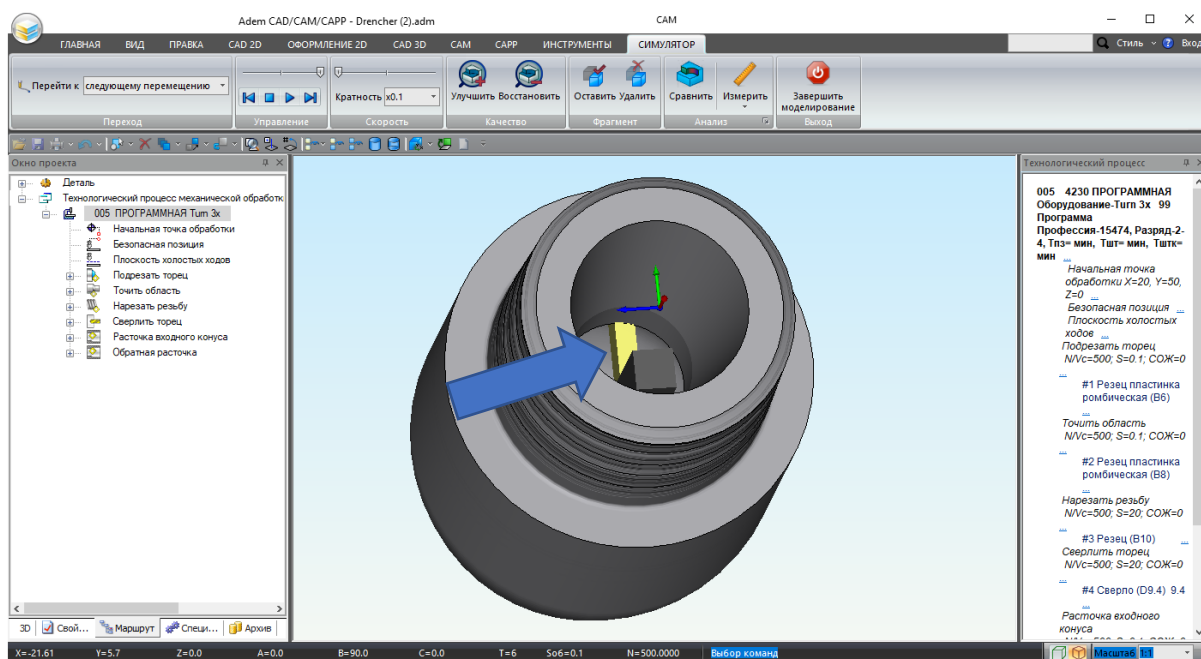 Adem CAD/CAM/CAPP - Drencher (2).adm
CAM
ГЛАВНАЯ ВИД ПРАВКА CAD 2D ОФОРМЛЕНИЕ 2D CAD 3D CAM CAPP ИНСТРУМЕНТЫ СИМУЛЯТОР
Стиль ? Вход
Перейти к следующему перемещению
Кратность x0.1
Улучшить Восстановить
Оставить Удалить
Сравнить Измерить
Завершить
моделирование
Переход Управление Скорость Качество Фрагмент Анализ Выход
Окно проекта
Деталь
Технологический процесс механической обработк
005 ПРОГРАММНАЯ Turn 3x
Начальная точка обработки
Безопасная позиция
Плоскость холостых ходов
Подрезать торец
Точить область
Нарезать резьбу
Сверлить торец
Расточка входного конуса
Обратная расточка
3D Свой... Маршрут Специ... Архив
Технологический процесс
005 4230 ПРОГРАММНАЯ
Оборудование-Turn 3x 99
Программа
Профессия-15474, Разряд-2-
4, Тпз= мин, Тшт= мин, Тштк=
мин ...
Начальная точка
обработки X=20, Y=50,
Z=0 ...
Безопасная позиция ...
Плоскость холостых
ходов ...
Подрезать торец
N/Vc=500; S=0.1; СОЖ=0
...
#1 Резец пластинка
ромбическая (B6)
...
Точить область
N/Vc=500; S=0.1; СОЖ=0
...
#2 Резец пластинка
ромбическая (B8)
...
Нарезать резьбу
N/Vc=500; S=20; СОЖ=0
...
#3 Резец (B10) ...
Сверлить торец
N/Vc=500; S=20; СОЖ=0
...
#4 Сверло (D9.4) 9.4
...
Расточка входного
конуса
X=-21.61 Y=5.7 Z=0.0 A=0.0 B=90.0 C=0.0 T=6 So6=0.1 N=500.0000 Выбор команд
Масштаб 1:1